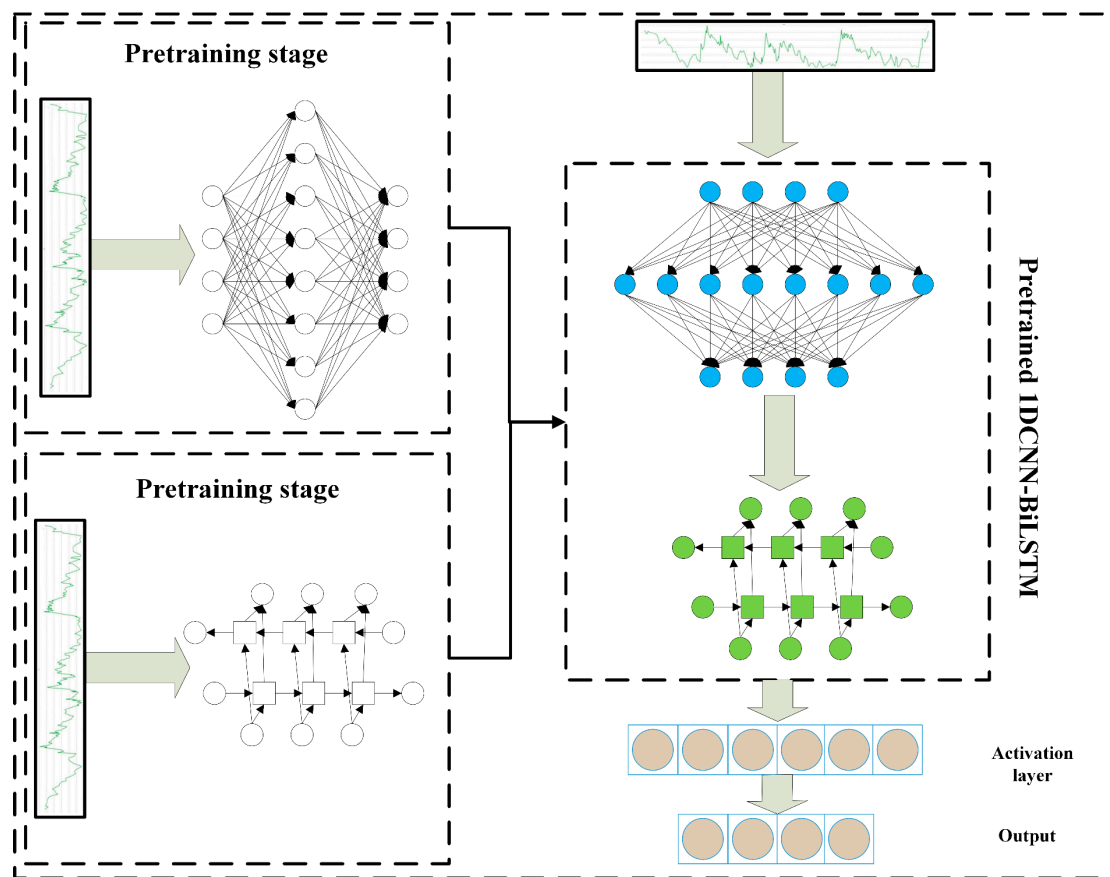 Pretraining stage
Pretraining stage
Pretrained 1DCNN-BiLSTM
Activation
layer
Output